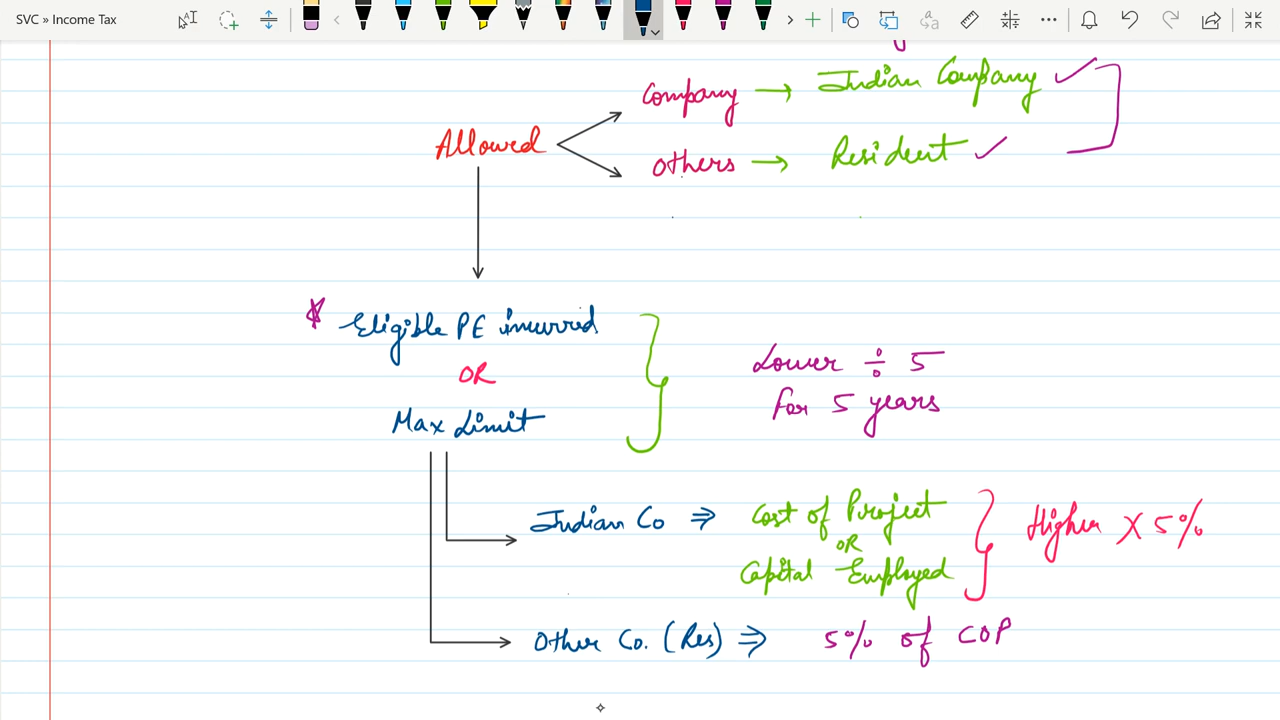 SVC » Income Tax
Company → Indian Company ✓
Allowed
Others → Resident ✓
Eligible PE incurred
OR
Max Limit
Lower ÷ 5
For 5 years
Indian Co ⇒ Cost of Project
OR
Capital Employed
Higher X 5%
Other Co. (Res) ⇒ 5% of COP